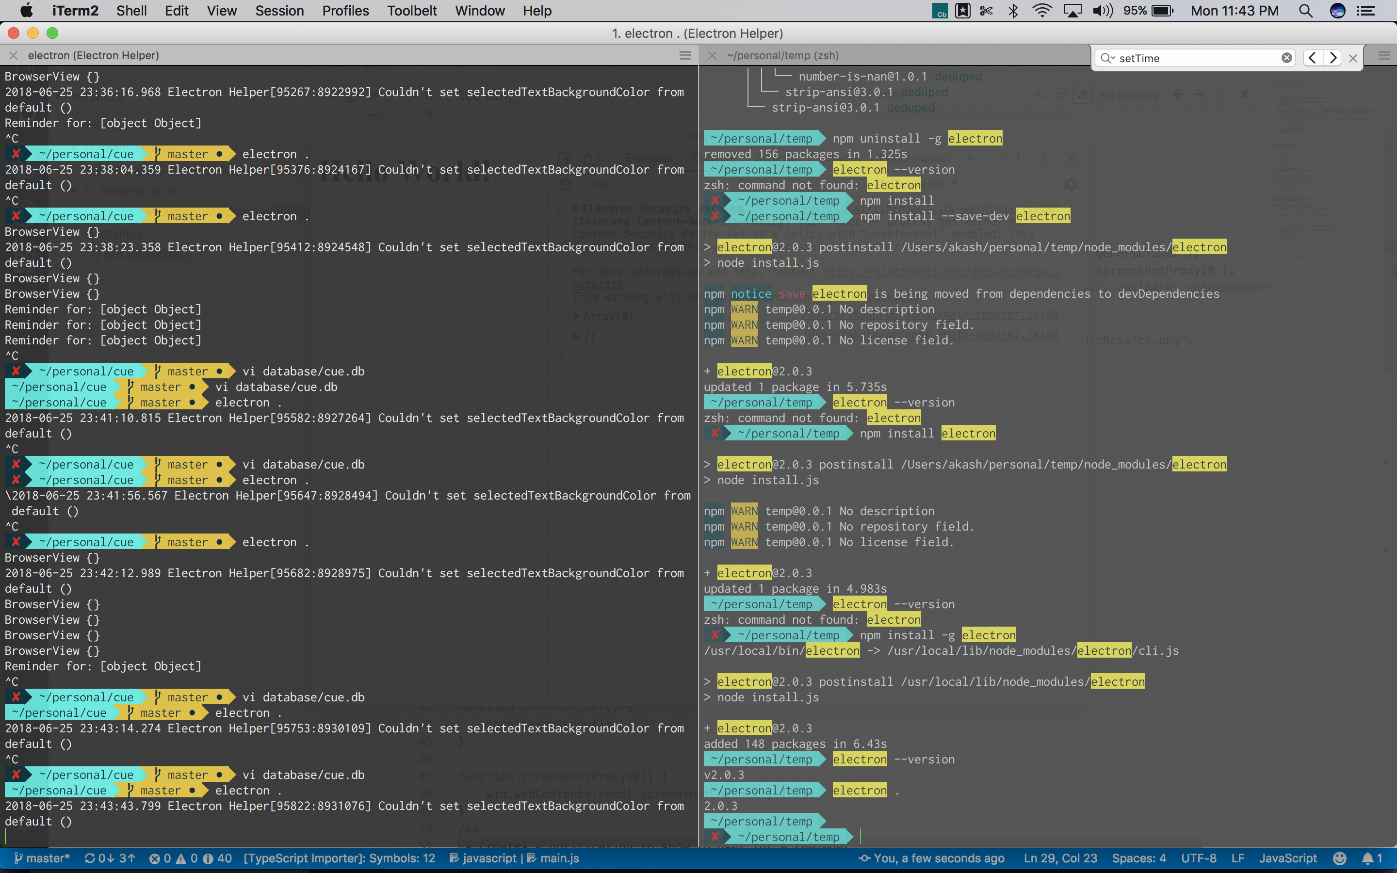 iTerm2 Shell Edit View Session Profiles Toolbelt Window Help
95% Mon 11:43 PM
1. electron . (Electron Helper)
electron (Electron Helper)
BrowserView {}
2018-06-25 23:36:16.968 Electron Helper[95267:8922992] Couldn't set selectedTextBackgroundColor from
default ()
Reminder for: [object Object]
^C
✘ ~/personal/cue master ● electron .
2018-06-25 23:38:04.359 Electron Helper[95376:8924167] Couldn't set selectedTextBackgroundColor from
default ()
^C
✘ ~/personal/cue master ● electron .
BrowserView {}
2018-06-25 23:38:23.358 Electron Helper[95412:8924548] Couldn't set selectedTextBackgroundColor from
default ()
BrowserView {}
BrowserView {}
Reminder for: [object Object]
Reminder for: [object Object]
Reminder for: [object Object]
^C
✘ ~/personal/cue master ● vi database/cue.db
~/personal/cue master ● vi database/cue.db
~/personal/cue master ● electron .
2018-06-25 23:41:10.815 Electron Helper[95582:8927264] Couldn't set selectedTextBackgroundColor from
default ()
^C
✘ ~/personal/cue master ● vi database/cue.db
✘ ~/personal/cue master ● electron .
\2018-06-25 23:41:56.567 Electron Helper[95647:8928494] Couldn't set selectedTextBackgroundColor from
default ()
^C
✘ ~/personal/cue master ● electron .
BrowserView {}
2018-06-25 23:42:12.989 Electron Helper[95682:8928975] Couldn't set selectedTextBackgroundColor from
default ()
BrowserView {}
BrowserView {}
BrowserView {}
BrowserView {}
Reminder for: [object Object]
^C
✘ ~/personal/cue master ● vi database/cue.db
~/personal/cue master ● electron .
2018-06-25 23:43:14.274 Electron Helper[95753:8930109] Couldn't set selectedTextBackgroundColor from
default ()
^C
✘ ~/personal/cue master ● vi database/cue.db
~/personal/cue master ● electron .
2018-06-25 23:43:43.799 Electron Helper[95822:8931076] Couldn't set selectedTextBackgroundColor from
default ()
~/personal/temp (zsh)
setTime
No Results
└── number-is-nan@1.0.1 deduped
└── strip-ansi@3.0.1 deduped
└── strip-ansi@3.0.1 deduped
~/personal/temp npm uninstall -g electron
removed 156 packages in 1.325s
~/personal/temp electron --version
zsh: command not found: electron
✘ ~/personal/temp npm install
✘ ~/personal/temp npm install --save-dev electron
> electron@2.0.3 postinstall /Users/akash/personal/temp/node_modules/electron
> node install.js
npm notice save electron is being moved from dependencies to devDependencies
npm WARN temp@0.0.1 No description
npm WARN temp@0.0.1 No repository field.
npm WARN temp@0.0.1 No license field.
+ electron@2.0.3
updated 1 package in 5.735s
~/personal/temp electron --version
zsh: command not found: electron
✘ ~/personal/temp npm install electron
> electron@2.0.3 postinstall /Users/akash/personal/temp/node_modules/electron
> node install.js
npm WARN temp@0.0.1 No description
npm WARN temp@0.0.1 No repository field.
npm WARN temp@0.0.1 No license field.
+ electron@2.0.3
updated 1 package in 4.983s
~/personal/temp electron --version
zsh: command not found: electron
✘ ~/personal/temp npm install -g electron
/usr/local/bin/electron -> /usr/local/lib/node_modules/electron/cli.js
> electron@2.0.3 postinstall /usr/local/lib/node_modules/electron
> node install.js
+ electron@2.0.3
added 148 packages in 6.43s
~/personal/temp electron --version
v2.0.3
~/personal/temp electron .
2.0.3
~/personal/temp
✘ ~/personal/temp
Hello World!
function screenshotProxy30() {
master* 0↓ 3↑ 0 0 40 [TypeScript Importer]: Symbols: 12 javascript | main.js You, a few seconds ago Ln 29, Col 23 Spaces: 4 UTF-8 LF JavaScript 1